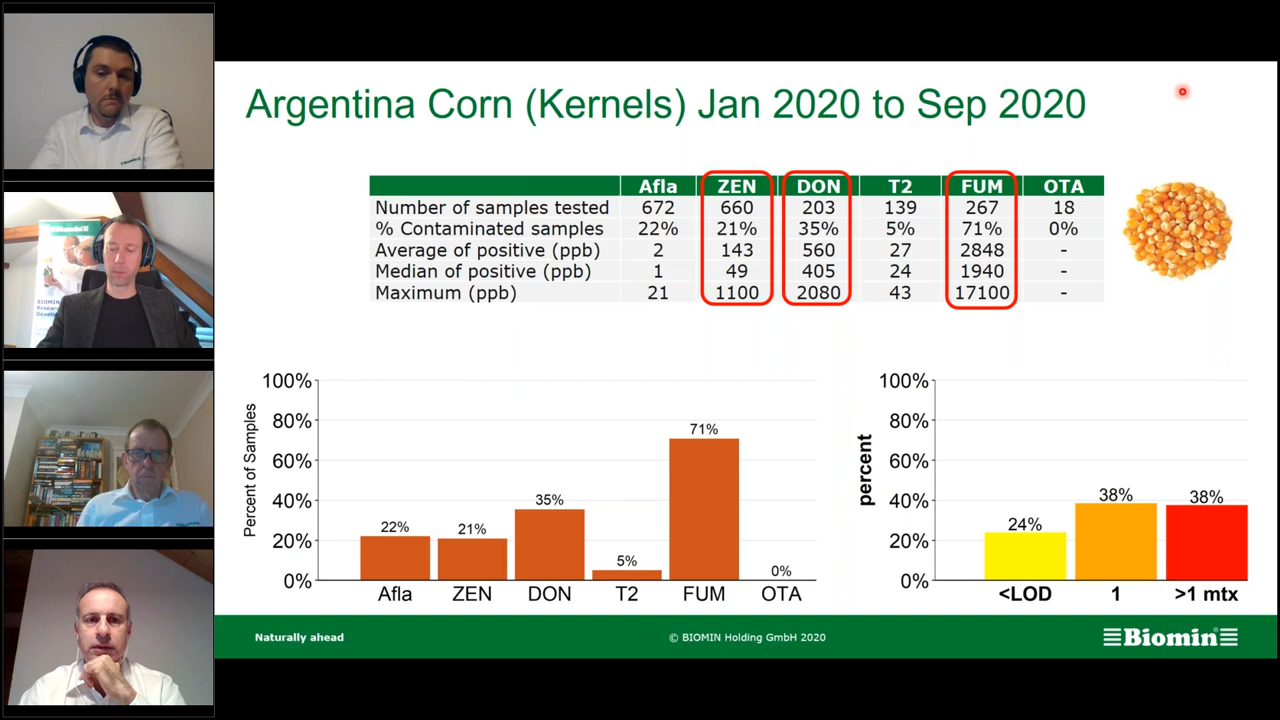 Argentina Corn (Kernels) Jan 2020 to Sep 2020
Afla ZEN DON T2 FUM OTA
Number of samples tested 672 660 203 139 267 18
% Contaminated samples 22% 21% 35% 5% 71% 0%
Average of positive (ppb) 2 143 560 27 2848 -
Median of positive (ppb) 1 49 405 24 1940 -
Maximum (ppb) 21 1100 2080 43 17100 -
Percent of Samples
100%
80%
60%
40%
20%
0%
22%
21%
35%
5%
71%
0%
Afla ZEN DON T2 FUM OTA
percent
100%
80%
60%
40%
20%
0%
24%
38%
38%
<LOD 1 >1 mtx
Naturally ahead
© BIOMIN Holding GmbH 2020
Biomin®
BIOMIN